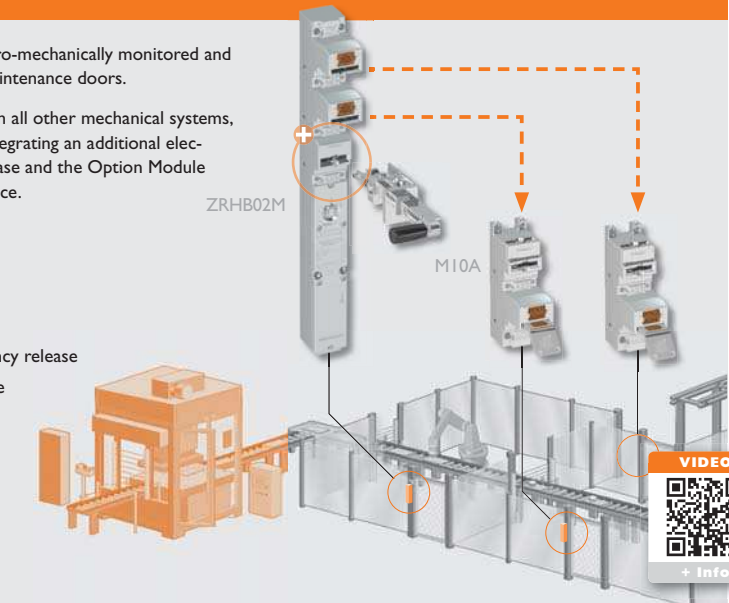 ro-mechanically monitored and
intenance doors.
n all other mechanical systems,
egrating an additional elec-
ase and the Option Module
ce.
ZRHB02M
M10A
ncy release
e
VIDEO
+ Info